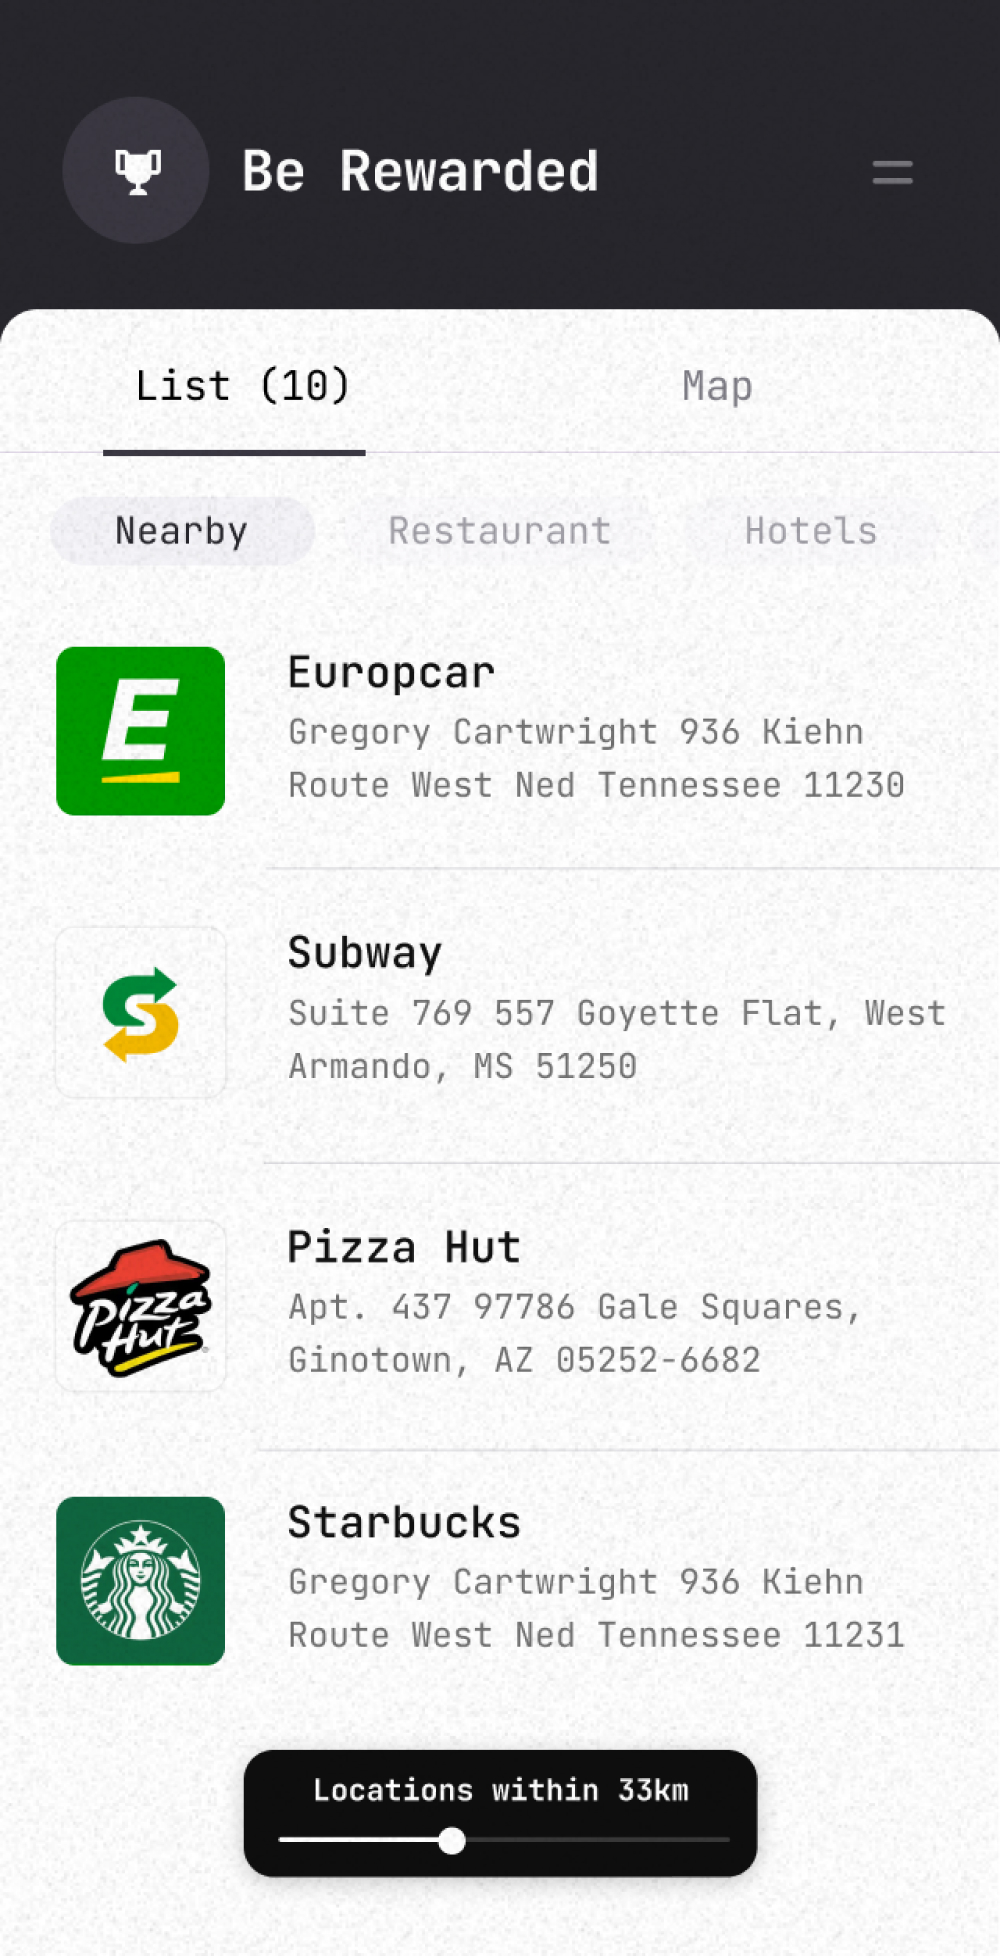 Be Rewarded
List (10)
Map
Nearby
Restaurant
Hotels
E
Europcar
Gregory Cartwright 936 Kiehn
Route West Ned Tennessee 11230
S
Subway
Suite 769 557 Goyette Flat, West
Armando, MS 51250
Pizza
Hut
®
Pizza Hut
Apt. 437 97786 Gale Squares,
Ginotown, AZ 05252-6682
Starbucks
Gregory Cartwright 936 Kiehn
Route West Ned Tennessee 11231
Locations within 33km